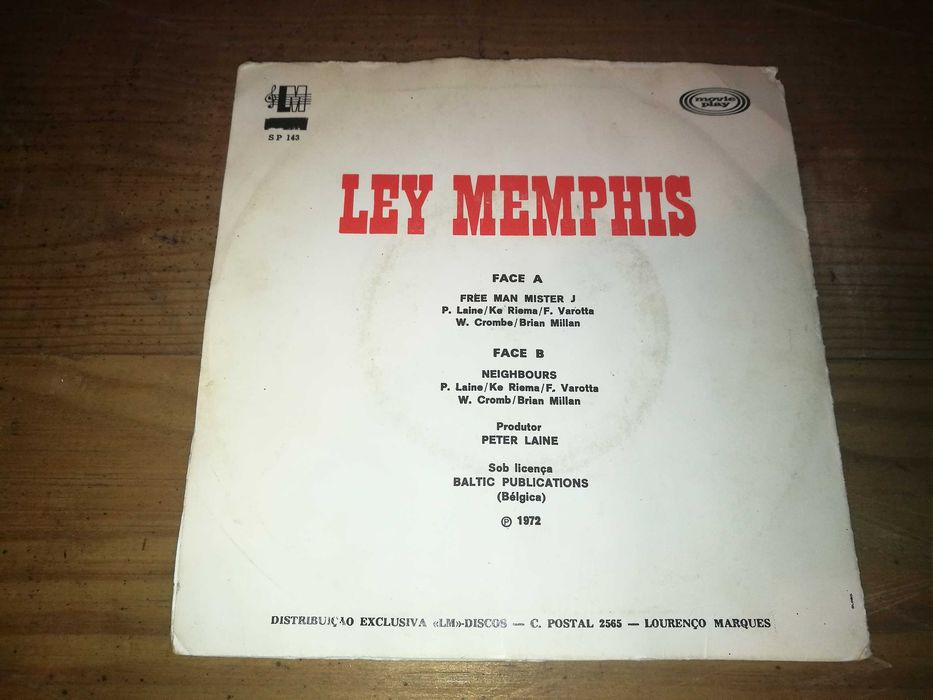 LM
movie
play
SP 143
LEY MEMPHIS
FACE A
FREE MAN MISTER J
P. Laine/Ke Riema/F. Varotta
W. Crombe/Brian Millan
FACE B
NEIGHBOURS
P. Laine/Ke Riema/F. Varotta
W. Cromb/Brian Millan
Produtor
PETER LAINE
Sob licença
BALTIC PUBLICATIONS
(Bélgica)
℗ 1972
DISTRIBUIÇAO EXCLUSIVA «LM»-DISCOS — C. POSTAL 2565 — LOURENÇO MARQUES